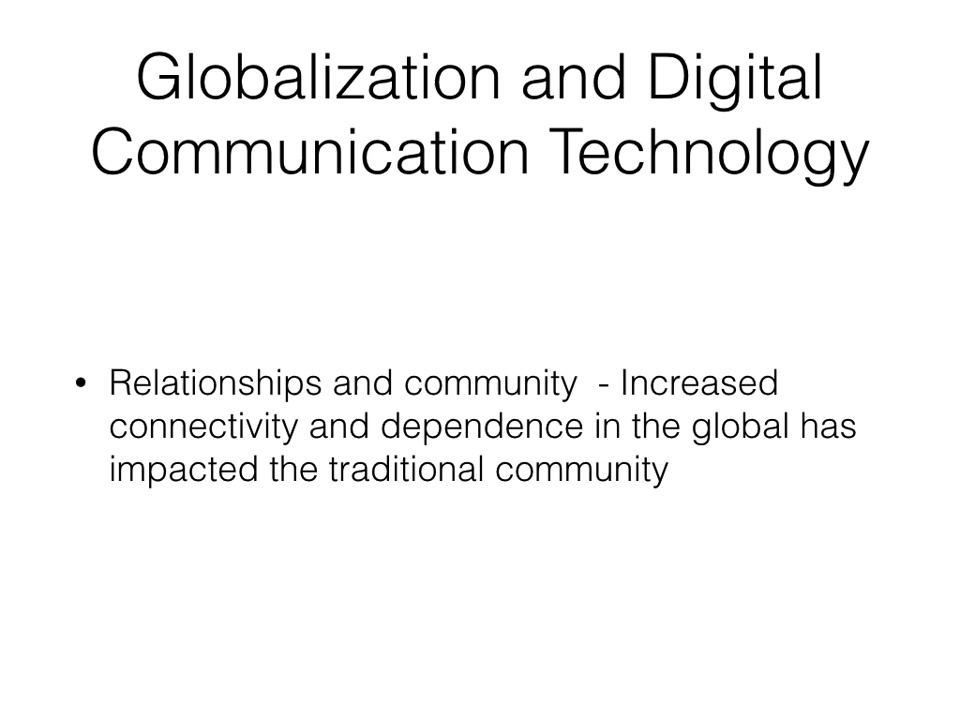 Globalization and Digital
Communication Technology
• Relationships and community  - Increased
connectivity and dependence in the global has
impacted the traditional community